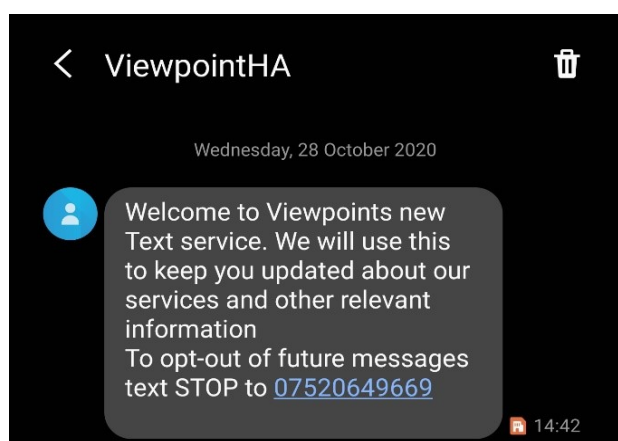 ViewpointHA
Wednesday, 28 October 2020
Welcome to Viewpoints new
Text service. We will use this
to keep you updated about our
services and other relevant
information
To opt-out of future messages
text STOP to 07520649669
14:42